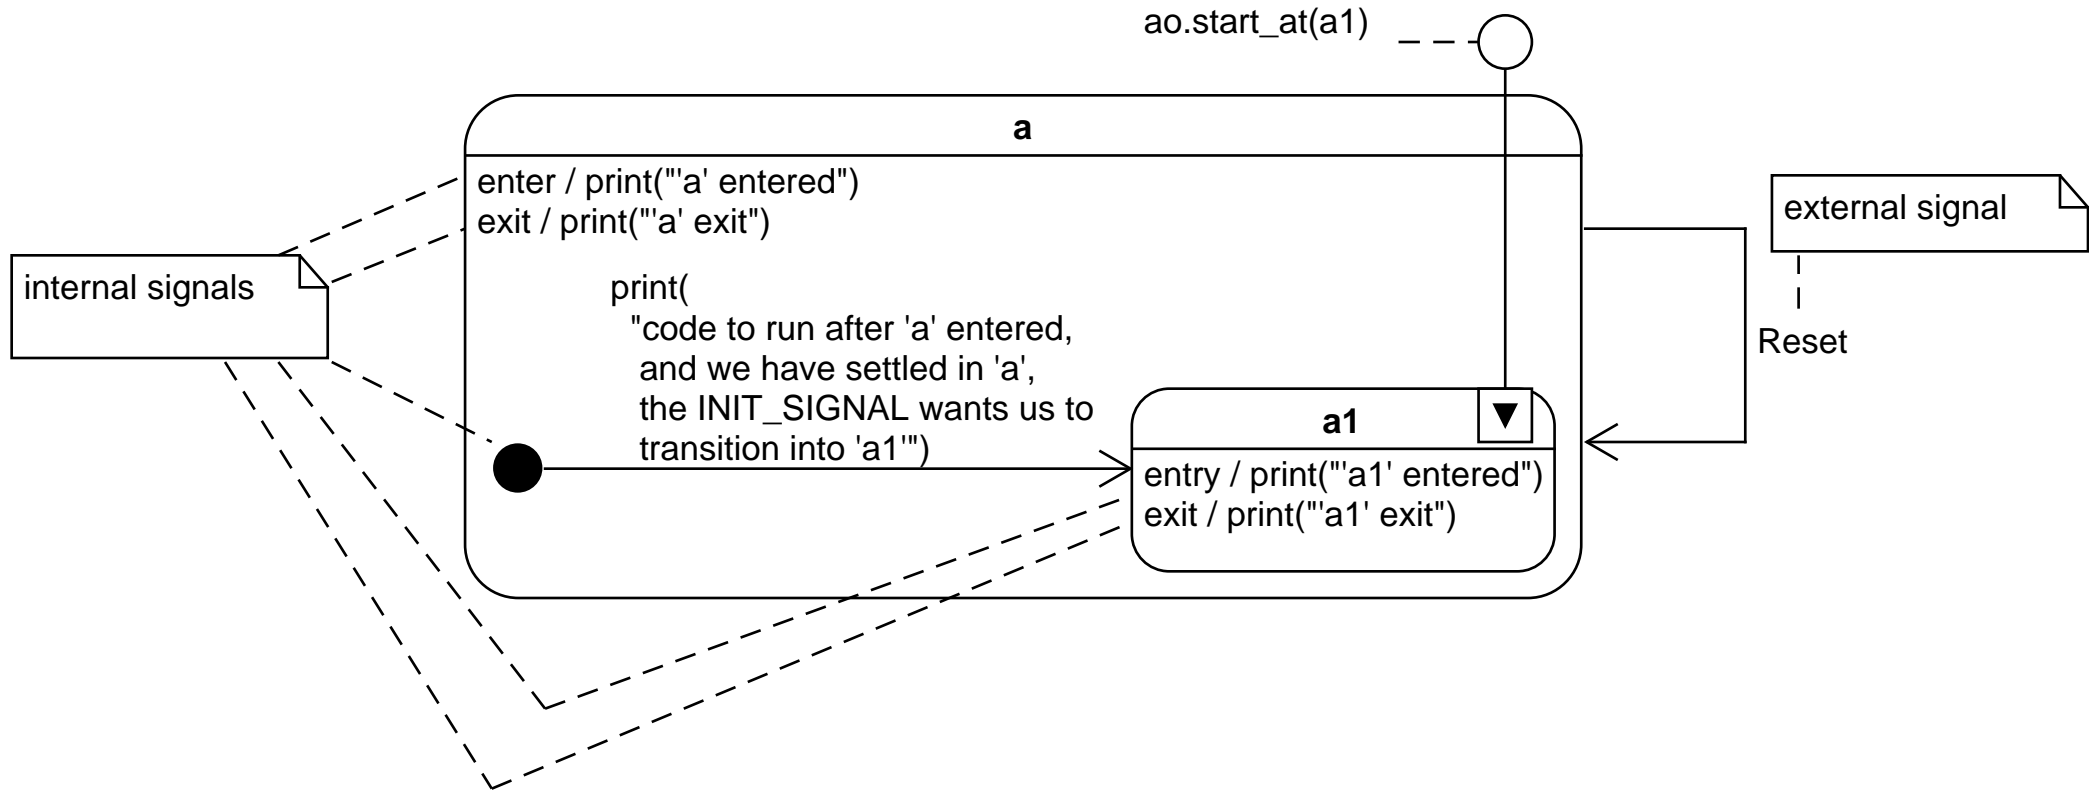 ao.start_at(a1)
a
enter / print("'a' entered")
exit / print("'a' exit")
external signal
internal signals
print(
"code to run after 'a' entered,
and we have settled in 'a',
the INIT_SIGNAL wants us to
transition into 'a1'")
Reset
a1
entry / print("'a1' entered")
exit / print("'a1' exit")